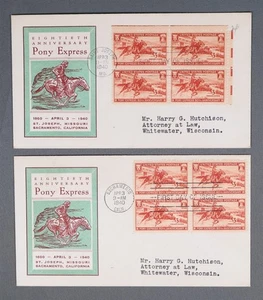 EIGHTIETH
ANNIVERSARY
Pony Express
1860 — APRIL 3 — 1940
ST. JOSEPH, MISSOURI
SACRAMENTO, CALIFORNIA
Mr. Harry G. Hutchison,
Attorney at Law,
Whitewater, Wisconsin.
EIGHTIETH
ANNIVERSARY
Pony Express
1860 — APRIL 3 — 1940
ST. JOSEPH, MISSOURI
SACRAMENTO, CALIFORNIA
1940
Mr. Harry G. Hutchison,
Attorney at Law,
Whitewater, Wisconsin.